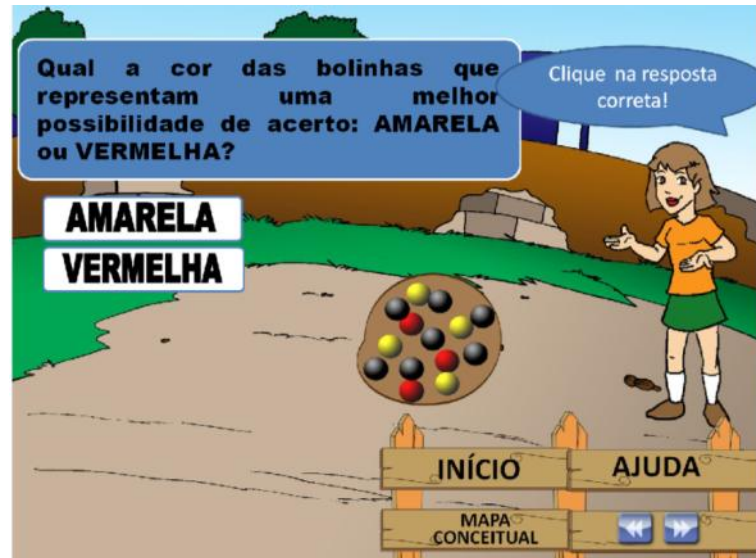 Qual a cor das bolinhas que
representam uma melhor
possibilidade de acerto: AMARELA
ou VERMELHA?
Clique na resposta
correta!
AMARELA
VERMELHA
INÍCIO
AJUDA
MAPA
CONCEITUAL